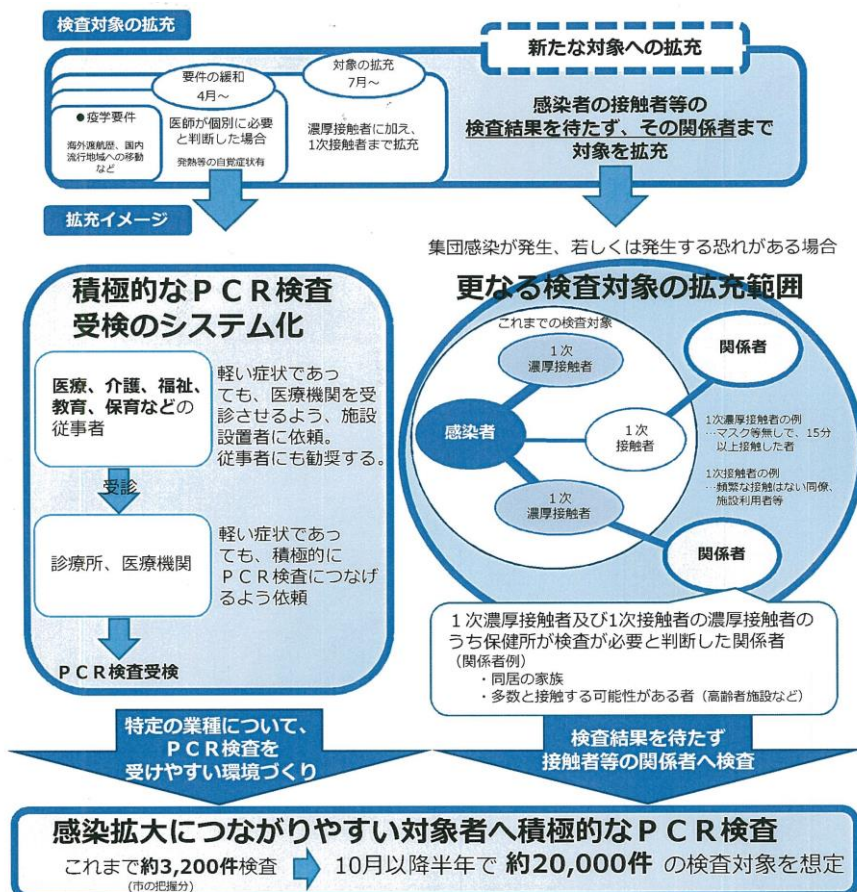 検査対象の拡充
新たな対象への拡充
要件の緩和
4月～
対象の拡充
7月～
●疫学要件
海外渡航歴、国内
流行地域への移動
など
医師が個別に必要
と判断した場合
発熱等の自覚症状有
濃厚接触者に加え、
1次接触者まで拡充
感染者の接触者等の
検査結果を待たず、その関係者まで
対象を拡充
拡充イメージ
積極的なＰＣＲ検査
受検のシステム化
医療、介護、福祉、
教育、保育などの
従事者
軽い症状であっ
ても、医療機関を受
診させるよう、施設
設置者に依頼。
従事者にも勧奨する。
受診
診療所、医療機関
軽い症状であっ
ても、積極的に
ＰＣＲ検査につなげ
るよう依頼
ＰＣＲ検査受検
集団感染が発生、若しくは発生する恐れがある場合
更なる検査対象の拡充範囲
これまでの検査対象
１次
濃厚接触者
関係者
感染者
１次
接触者
１次
濃厚接触者
関係者
1次濃厚接触者の例
…マスク等無しで、15分
以上接触した者
1次接触者の例
…頻繁な接触はない同僚、
施設利用者等
１次濃厚接触者及び1次接触者の濃厚接触者の
うち保健所が検査が必要と判断した関係者
（関係者例）
・同居の家族
・多数と接触する可能性がある者（高齢者施設など）
特定の業種について、
ＰＣＲ検査を
受けやすい環境づくり
検査結果を待たず
接触者等の関係者へ検査
感染拡大につながりやすい対象者へ積極的なＰＣＲ検査
これまで約3,200件検査
(市の把握分)
10月以降半年で 約20,000件 の検査対象を想定